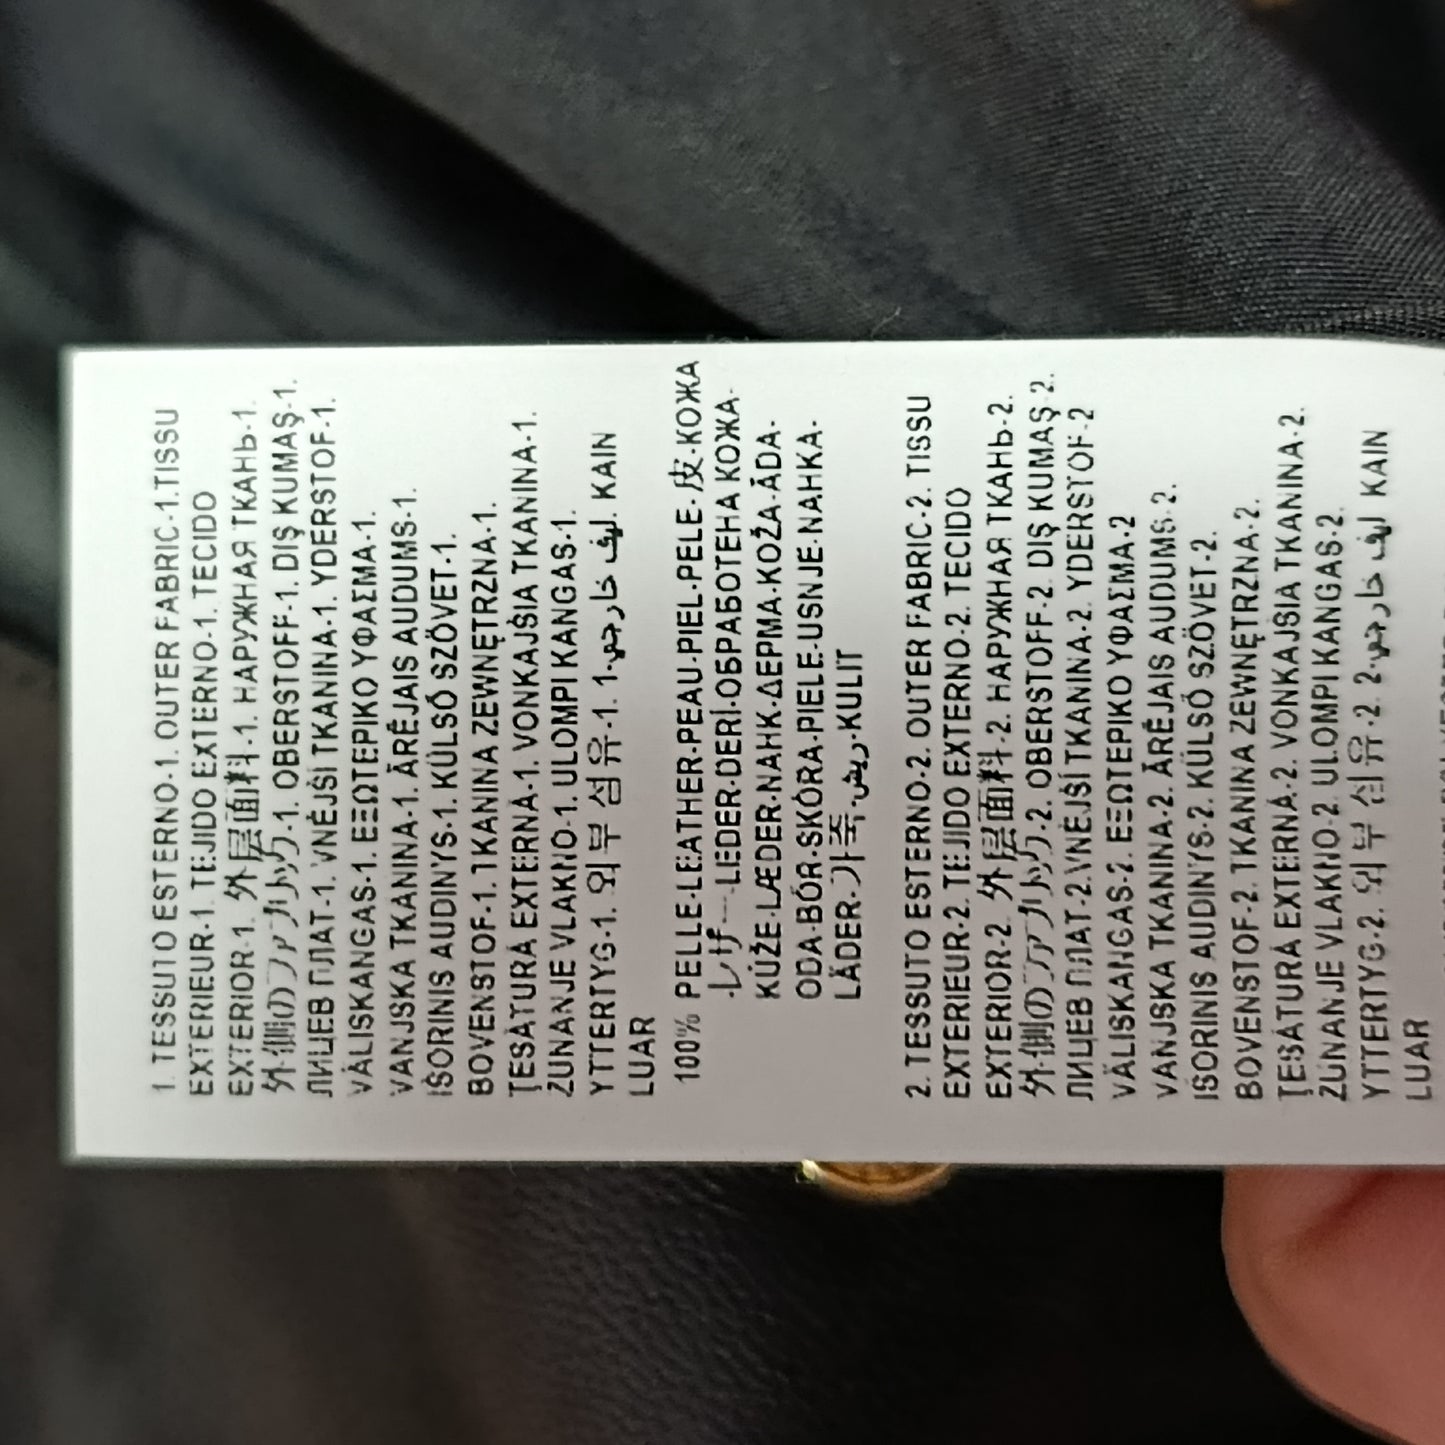 1. TESSUTO ESTERNO-1. OUTER FABRIC-1.TISSU
EXTERIEUR-1. TEJIDO EXTERNO-1. TECIDO
EXTERIOR-1. 外层面料-1. НАРУЖНАЯ ТКАНЬ-1.
外側のファブリック-1. OBERSTOFF-1. DIŞ KUMAŞ-1.
ЛИЦЕВ ПЛАТ-1. VNĚJŠÍ TKANINA-1. YDERSTOF-1.
VÄLISKANGAS-1. ΕΞΩΤΕΡΙΚΟ ΥΦΑΣΜΑ-1.
VANJSKA TKANINA-1. ĀRĒJAIS AUDUMS-1.
IŠORINIS AUDINYS-1. KÜLSŐ SZÖVET-1.
BOVENSTOF-1. TKANINA ZEWNĘTRZNA-1.
ŢESĂTURĂ EXTERNĂ-1. VONKAJŠIA TKANINA-1.
ZUNANJE VLAKNO-1. ULOMPI KANGAS-1.
YTTERTYG-1. 외부 섬유-1. 1-ليف خارجي. KAIN
LUAR
100% PELLE-LEATHER-PEAU-PIEL-PELE-皮-КОЖА
-レザー-LEDER-DERİ-ОБРАБОТЕНА КОЖА-
KŮŽE-LÆDER-NAHK-ΔΕΡΜΑ-KOŽA-ĀDA-
ODA-BŐR-SKÓRA-PIELE-USNJE-NAHKA-
LÄDER-가죽-ريش-KULIT
2. TESSUTO ESTERNO-2. OUTER FABRIC-2. TISSU
EXTERIEUR-2. TEJIDO EXTERNO-2. TECIDO
EXTERIOR-2. 外层面料-2. НАРУЖНАЯ ТКАНЬ-2.
外側のファブリック-2. OBERSTOFF-2. DIŞ KUMAŞ-2.
ЛИЦЕВ ПЛАТ-2.VNĚJŠÍ TKANINA-2. YDERSTOF-2
VÄLISKANGAS-2. ΕΞΩΤΕΡΙΚΟ ΥΦΑΣΜΑ-2
VANJSKA TKANINA-2. ĀRĒJAIS AUDUMS-2.
IŠORINIS AUDINYS-2. KÜLSŐ SZÖVET-2.
BOVENSTOF-2. TKANINA ZEWNĘTRZNA-2.
ŢESĂTURĂ EXTERNĂ-2. VONKAJŠIA TKANINA-2.
ZUNANJE VLAKNO-2. ULOMPI KANGAS-2.
YTTERTYG-2. 외부 섬유-2. 2-ليف خارجي. KAIN
LUAR